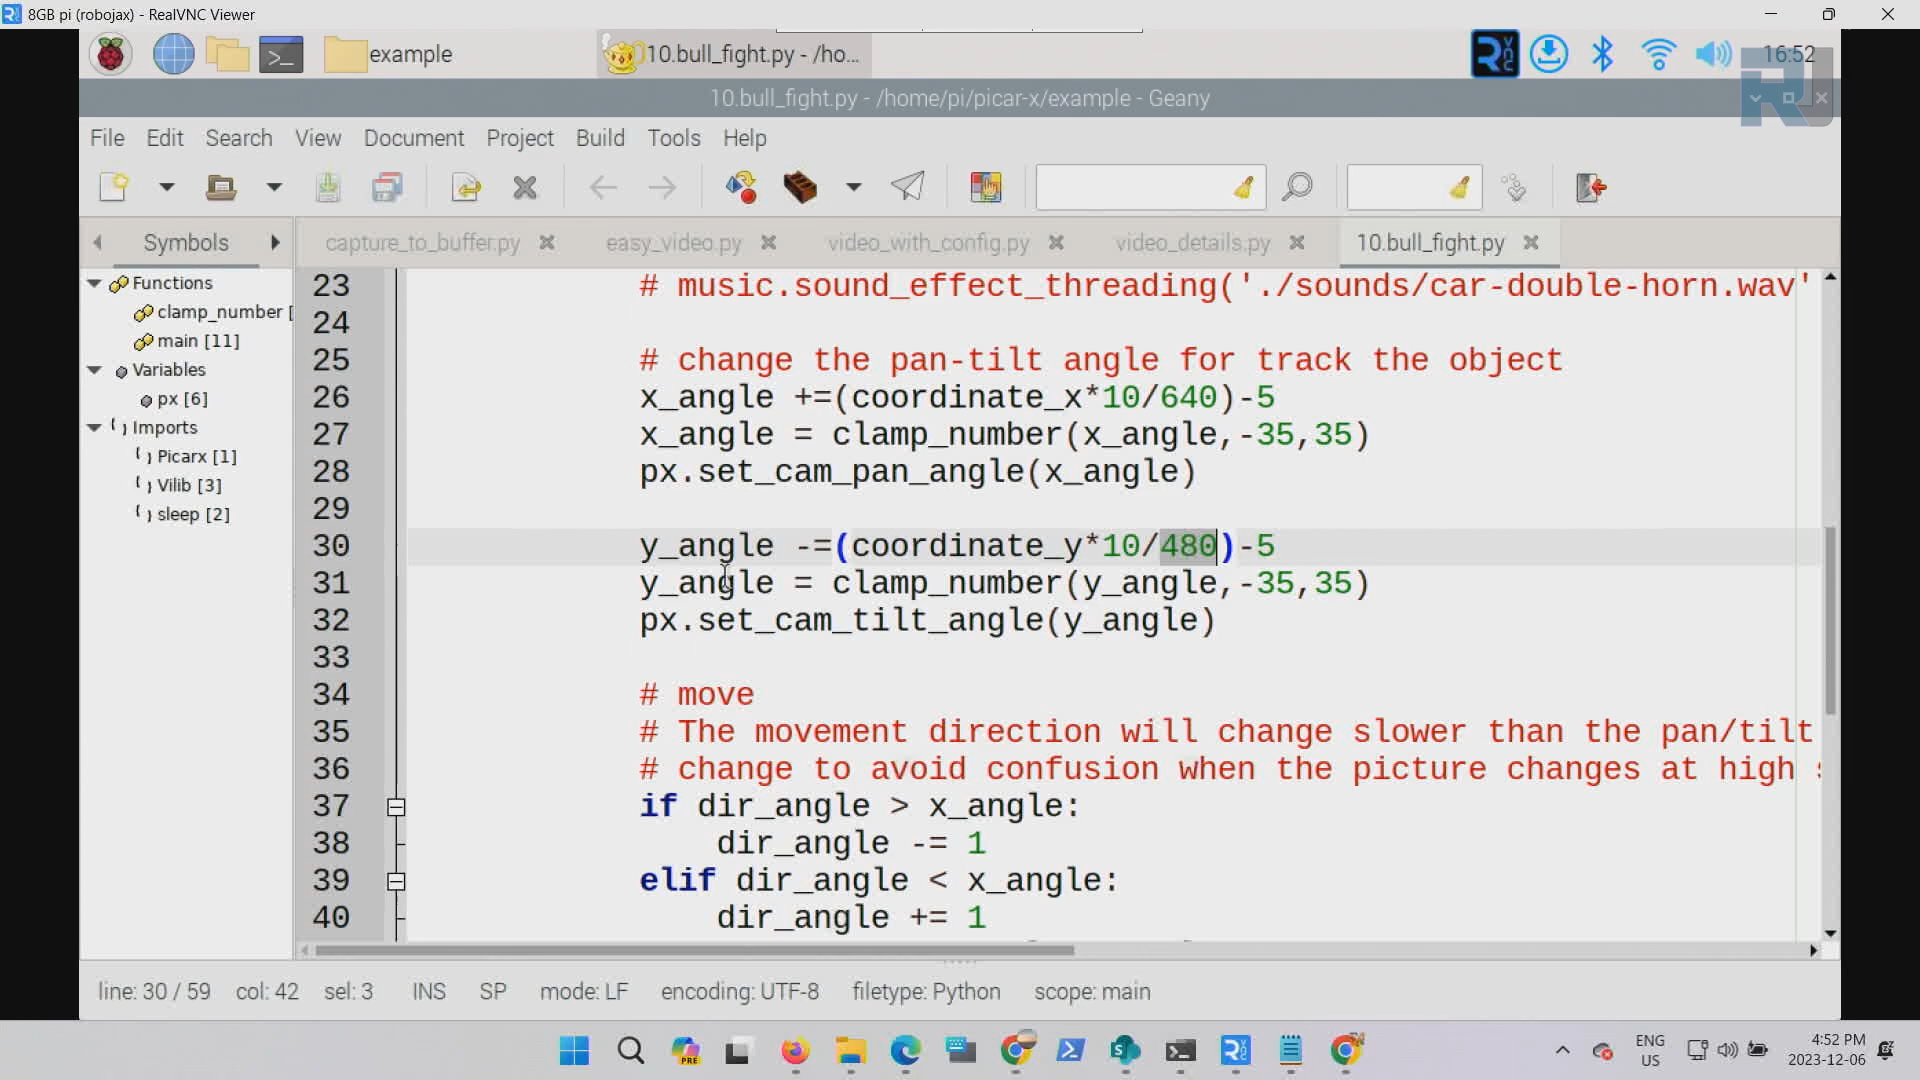 8GB pi (robojax) - RealVNC Viewer
example
10.bull_fight.py - /ho...
16:52
10.bull_fight.py - /home/pi/picar-x/example - Geany
File Edit Search View Document Project Build Tools Help
Symbols
capture_to_buffer.py
easy_video.py
video_with_config.py
video_details.py
10.bull_fight.py
Functions
clamp_number [
main [11]
Variables
px [6]
Imports
Picarx [1]
Vilib [3]
sleep [2]
23 # music.sound_effect_threading('./sounds/car-double-horn.wav'
24
25 # change the pan-tilt angle for track the object
26 x_angle +=(coordinate_x*10/640)-5
27 x_angle = clamp_number(x_angle,-35,35)
28 px.set_cam_pan_angle(x_angle)
29
30 y_angle -=(coordinate_y*10/480)-5
31 y_angle = clamp_number(y_angle,-35,35)
32 px.set_cam_tilt_angle(y_angle)
33
34 # move
35 # The movement direction will change slower than the pan/tilt
36 # change to avoid confusion when the picture changes at high
37 if dir_angle > x_angle:
38 dir_angle -= 1
39 elif dir_angle < x_angle:
40 dir_angle += 1
line: 30 / 59 col: 42 sel: 3 INS SP mode: LF encoding: UTF-8 filetype: Python scope: main
PRE
ENG
US
4:52 PM
2023-12-06